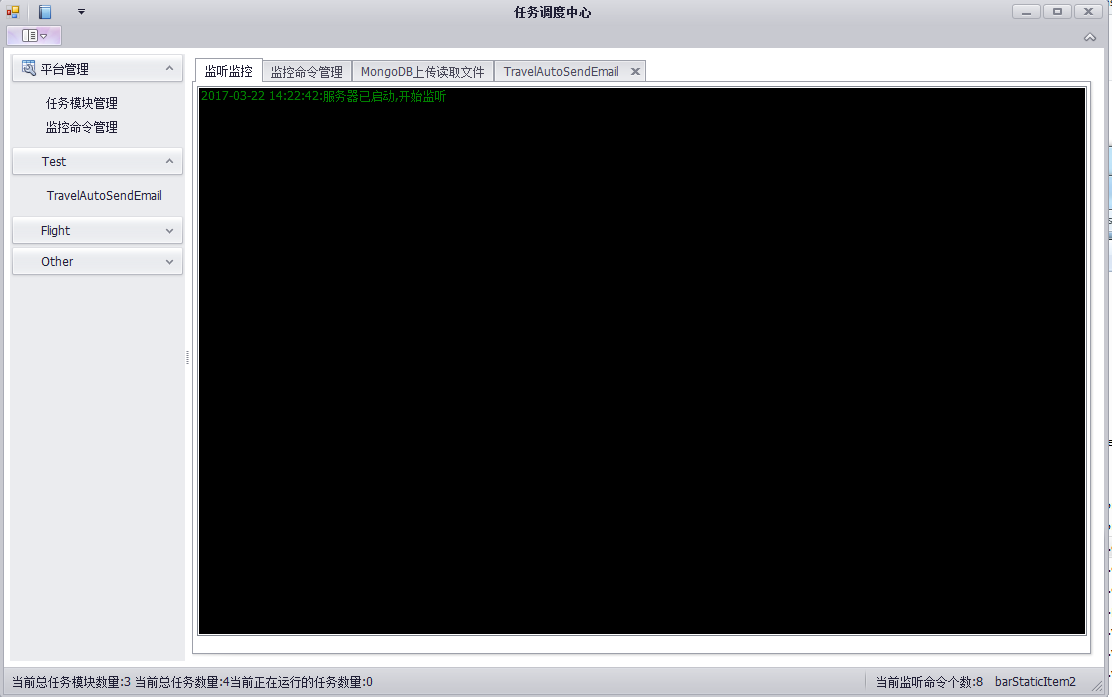 任务调度中心
平台管理
任务模块管理
监控命令管理
Test
TravelAutoSendEmail
Flight
Other
监听监控 监控命令管理 MongoDB上传读取文件 TravelAutoSendEmail
2017-03-22 14:22:42:服务器已启动,开始监听
当前总任务模块数量:3 当前总任务数量:4当前正在运行的任务数量:0 当前监听命令个数:8 barStaticItem2